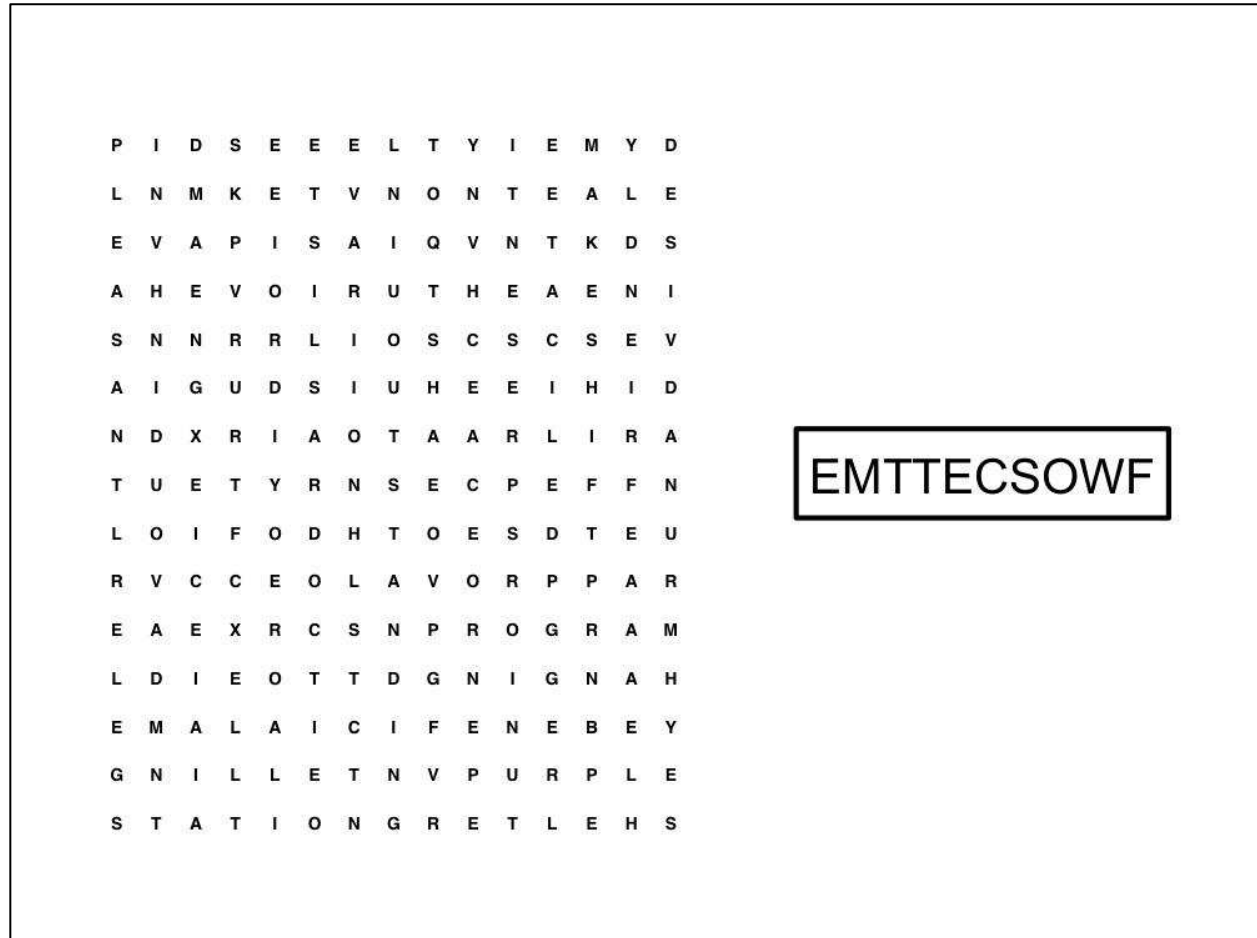 P I D S E E E L T Y I E M Y D
L N M K E T V N O N T E A L E
E V A P I S A I Q V N T K D S
A H E V O I R U T H E A E N I
S N N R R L I O S C S C S E V
A I G U D S I U H E E I H I D
N D X R I A O T A A R L I R A
T U E T Y R N S E C P E F F N
L O I F O D H T O E S D T E U
R V C C E O L A V O R P P A R
E A E X R C S N P R O G R A M
L D I E O T T D G N I G N A H
E M A L A I C I F E N E B E Y
G N I L L E T N V P U R P L E
S T A T I O N G R E T L E H S
EMTTECSOWF